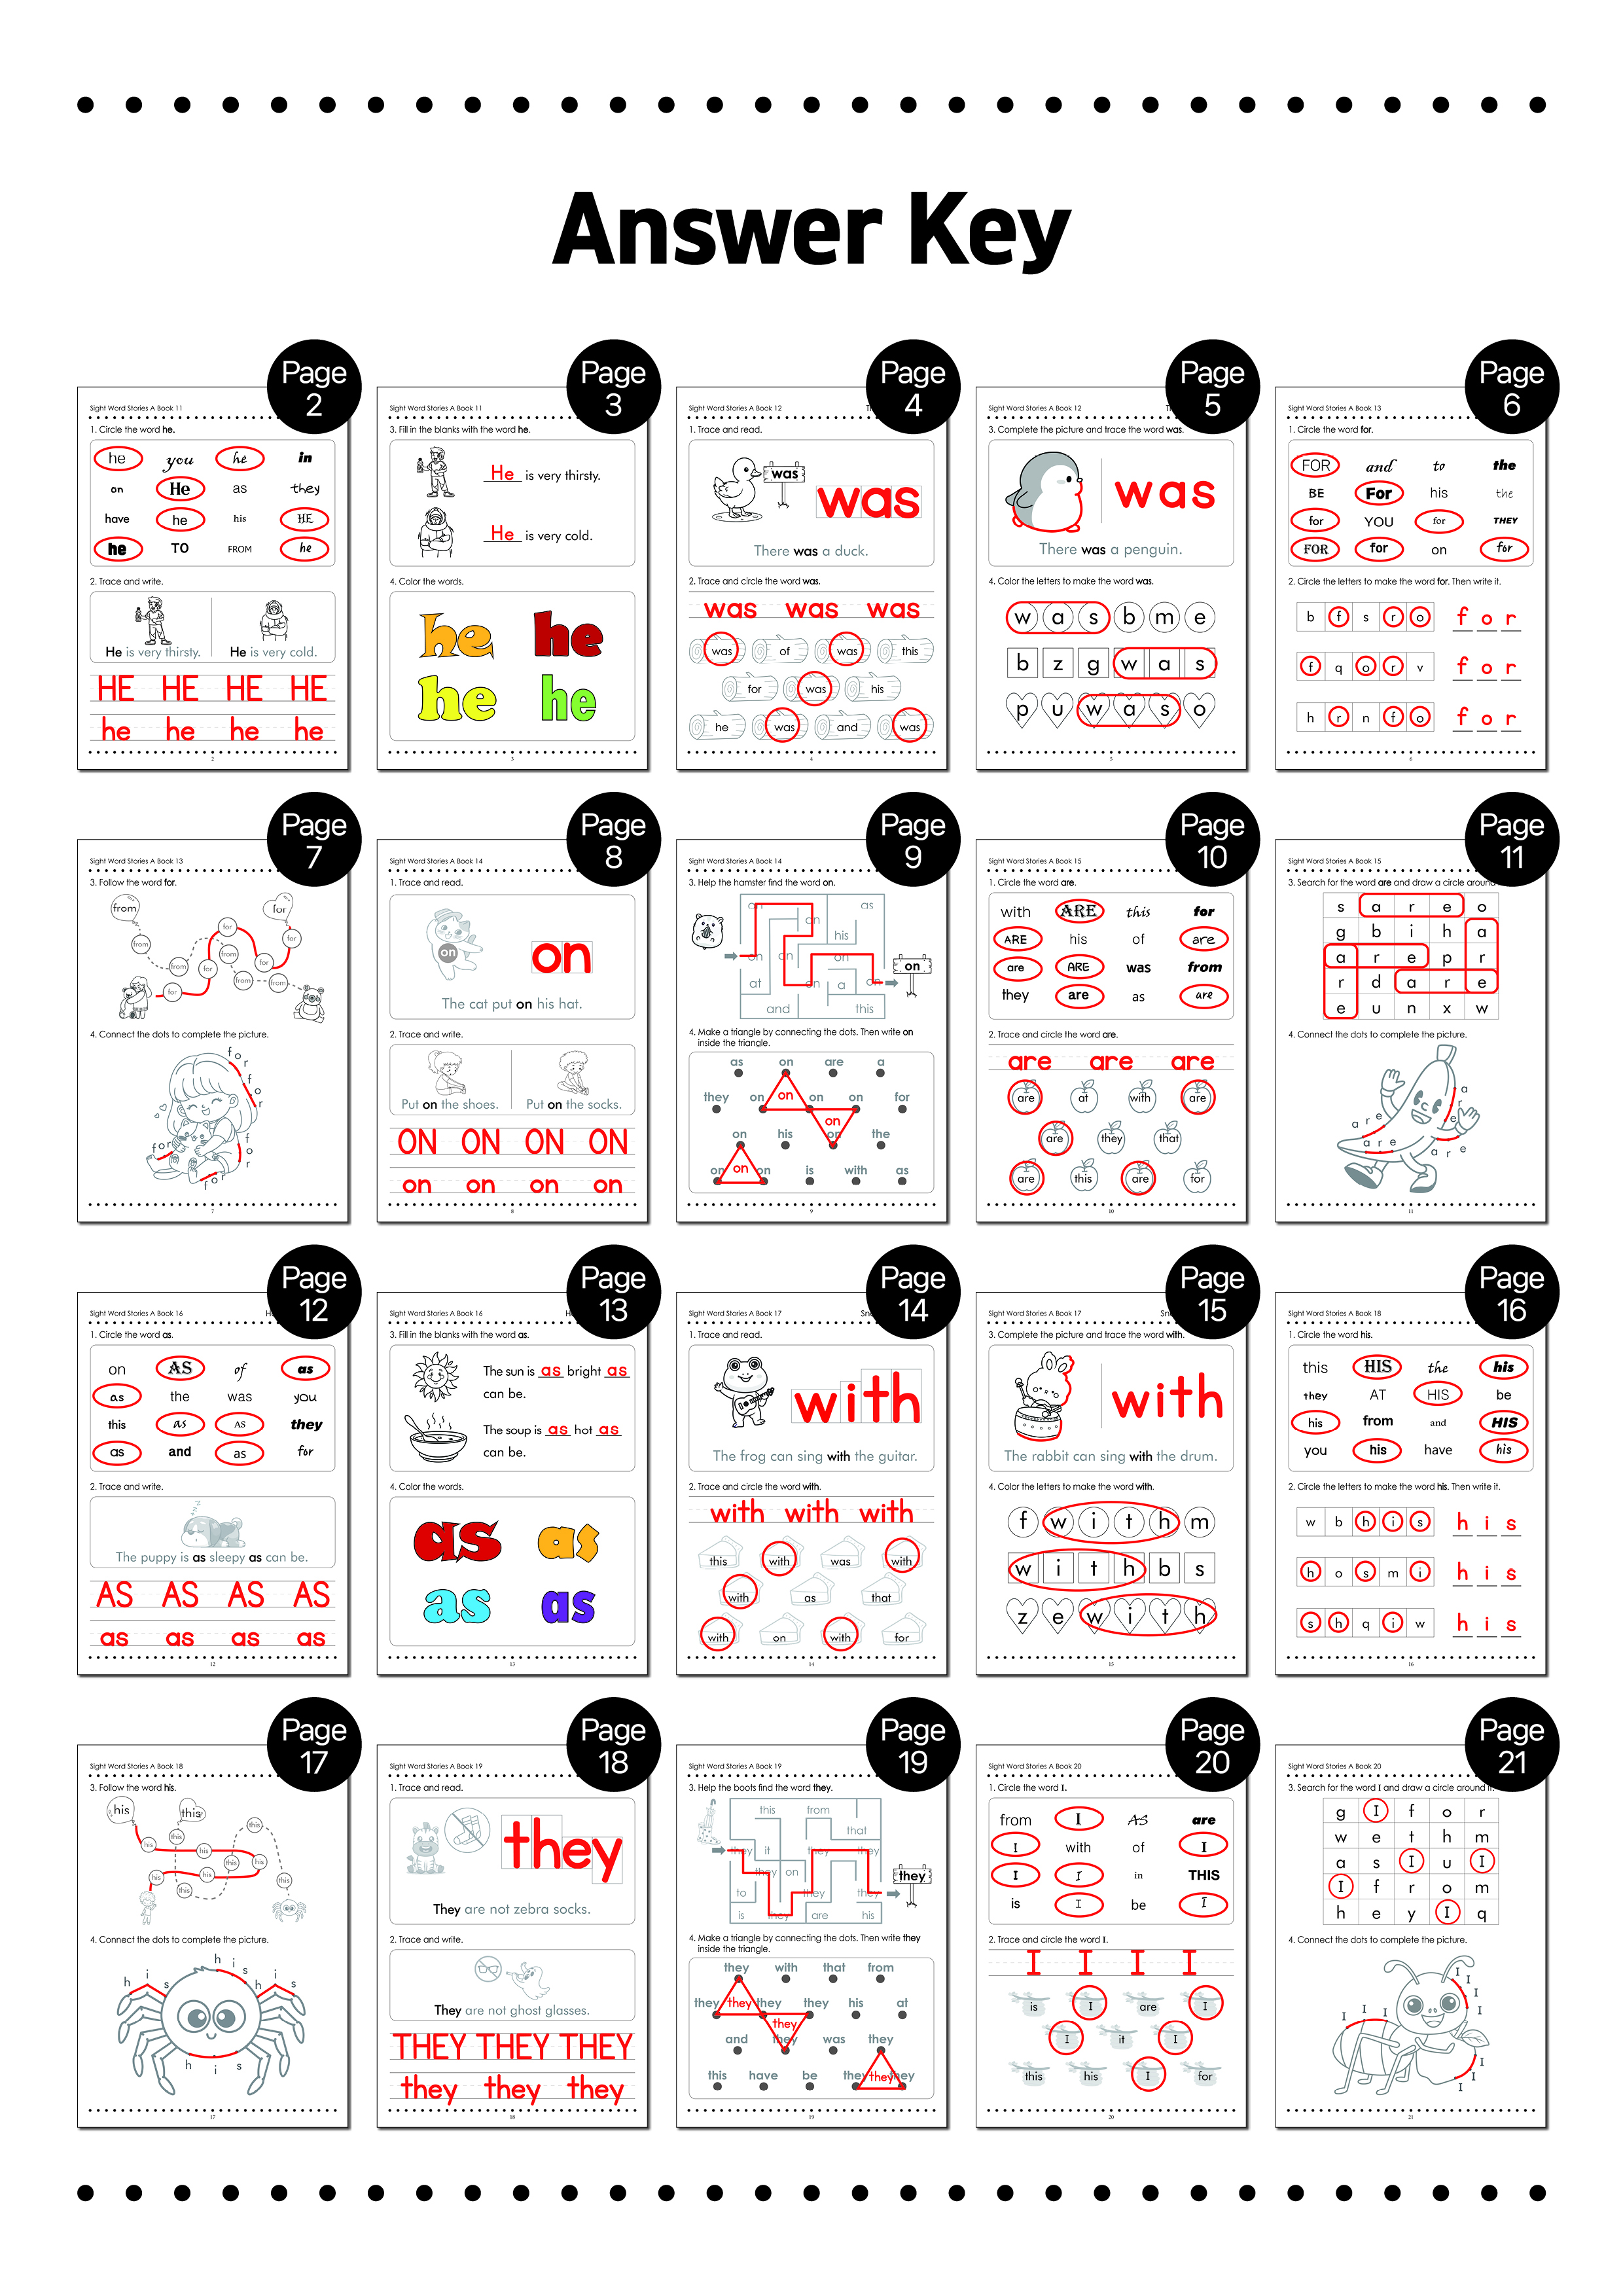 Answer Key
Page
2
Sight Word Stories A Book 11
1. Circle the word he.
he you he in
on He as they
have he his HE
he TO FROM he
2. Trace and write.
He is very thirsty. He is very cold.
HE HE HE HE
he he he he
2
Page
3
Sight Word Stories A Book 11
3. Fill in the blanks with the word he.
He is very thirsty.
He is very cold.
4. Color the words.
he he
he he
3
Page
4
Sight Word Stories A Book 12
1. Trace and read.
was
was
There was a duck.
2. Trace and circle the word was.
was was was
was of was this
for was his
he was and was
4
Page
5
Sight Word Stories A Book 12
3. Complete the picture and trace the word was.
was
There was a penguin.
4. Color the letters to make the word was.
w a s b m e
b z g w a s
p u w a s o
5
Page
6
Sight Word Stories A Book 13
1. Circle the word for.
FOR and to the
BE For his the
for YOU for THEY
FOR for on for
2. Circle the letters to make the word for. Then write it.
b f s r o f o r
f q o r v f o r
h r n f o f o r
6
Page
7
Sight Word Stories A Book 13
3. Follow the word for.
from for
for
from for for
from
from for for
from from
for
4. Connect the dots to complete the picture.
f o r
f o r
f o r
f o r
f o r
7
Page
8
Sight Word Stories A Book 14
1. Trace and read.
on
on
The cat put on his hat.
2. Trace and write.
Put on the shoes. Put on the socks.
ON ON ON ON
on on on on
8
Page
9
Sight Word Stories A Book 14
3. Help the hamster find the word on.
on as
on
his
on on
on
at on a on
and this
4. Make a triangle by connecting the dots. Then write on
inside the triangle.
as on are a
they on on on on for
on
on his on the
on on on is with as
9
Page
10
Sight Word Stories A Book 15
1. Circle the word are.
with ARE this for
ARE his of are
are ARE was from
they are as are
2. Trace and circle the word are.
are are are
are at with are
are they that
are this are for
10
Page
11
Sight Word Stories A Book 15
3. Search for the word are and draw a circle around
s a r e o
g b i h a
a r e p r
r d a r e
e u n x w
4. Connect the dots to complete the picture.
a
r
e
a r e
a r e
a r e
11
Page
12
Sight Word Stories A Book 16
1. Circle the word as.
on AS of as
as the was you
this as AS they
as and as for
2. Trace and write.
The puppy is as sleepy as can be.
AS AS AS AS
as as as as
12
Page
13
Sight Word Stories A Book 16
3. Fill in the blanks with the word as.
The sun is as bright as
can be.
The soup is as hot as
can be.
4. Color the words.
as as
as as
13
Page
14
Sight Word Stories A Book 17
1. Trace and read.
with
The frog can sing with the guitar.
2. Trace and circle the word with.
with with with
this with was with
with as that
with on with for
14
Page
15
Sight Word Stories A Book 17
3. Complete the picture and trace the word with.
with
The rabbit can sing with the drum.
4. Color the letters to make the word with.
f w i t h m
w i t h b s
z e w i t h
15
Page
16
Sight Word Stories A Book 18
1. Circle the word his.
this HIS the his
they AT HIS be
his from and HIS
you his have his
2. Circle the letters to make the word his. Then write it.
w b h i s h i s
h o s m i h i s
s h q i w h i s
16
Page
17
Sight Word Stories A Book 18
3. Follow the word his.
his this
this
his this
his
this his
his his this
this
4. Connect the dots to complete the picture.
h i s
h i s
h i s
h i s
17
Page
18
Sight Word Stories A Book 19
1. Trace and read.
they
They are not zebra socks.
2. Trace and write.
They are not ghost glasses.
THEY THEY THEY
they they they
18
Page
19
Sight Word Stories A Book 19
3. Help the boots find the word they.
this from
that
they it they they
they on they
to they they
is they are his
4. Make a triangle by connecting the dots. Then write they
inside the triangle.
they with that from
they they they they his at
they
and they was they
this have be they they they
19
Page
20
Sight Word Stories A Book 20
1. Circle the word I.
from I AS are
I with of I
I I in THIS
is I be I
2. Trace and circle the word I.
I I I I
is I are I
I it I
this his I for
20
Page
21
Sight Word Stories A Book 20
3. Search for the word I and draw a circle around it.
g I f o r
w e t h m
a s I u I
I f r o m
h e y I q
4. Connect the dots to complete the picture.
I I
I
I
I I I
I
I
I
I
21